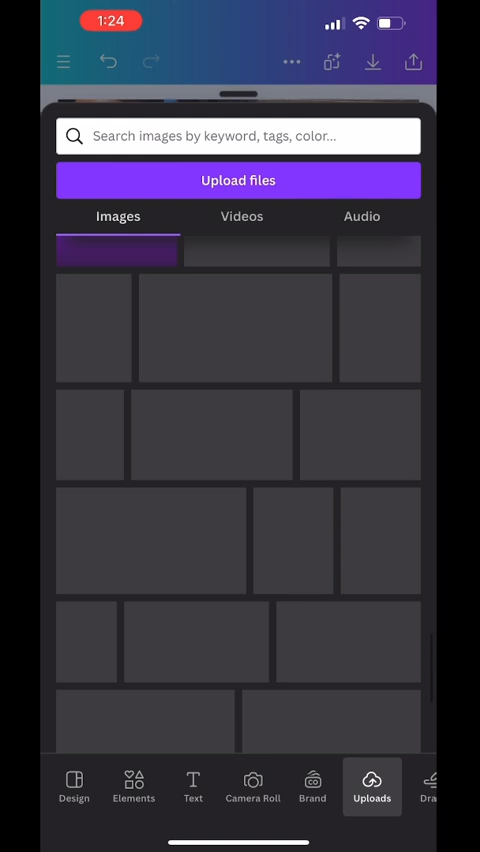 1:24
Search images by keyword, tags, color...
Upload files
Images Videos Audio
Design Elements Text Camera Roll Brand Uploads Dra